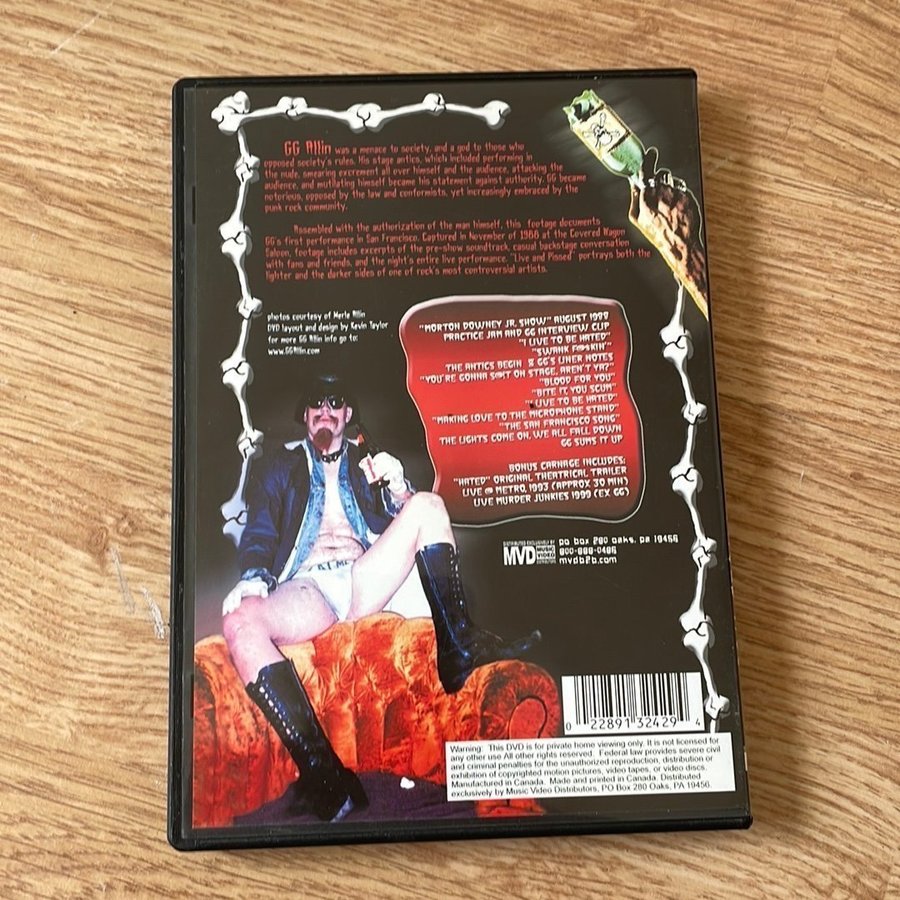 GG Allin was a menace to society, and a god to those who
opposed society's rules. His stage antics, which included performing in
the nude, smearing excrement all over himself and the audience, attacking the
audience, and mutilating himself became his statement against authority. GG became
notorious, opposed by the law and conformists, yet increasingly embraced by the
punk rock community.
Assembled with the authorization of the man himself, this footage documents
GG's first performance in San Francisco. Captured in November of 1988 at the Covered Wagon
Saloon, footage includes excerpts of the pre-show soundtrack, casual backstage conversation
with fans and friends, and the night's entire live performance. "Live and Pissed" portrays both the
lighter and the darker sides of one of rock's most controversial artists.
photos courtesy of Merle Allin
DVD layout and design by Kevin Taylor
for more GG Allin info go to:
www.GGAllin.com
"MORTON DOWNEY JR. SHOW" AUGUST 1988
PRACTICE JAM AND GG INTERVIEW CLIP
"I LIVE TO BE HATED"
"SWANK F@#KIN'"
THE ANTICS BEGIN & GG'S LINER NOTES
"YOU'RE GONNA S#@T ON STAGE, AREN'T YA?"
"BLOOD FOR YOU"
"BITE IT, YOU SCUM"
"I LIVE TO BE HATED"
"MAKING LOVE TO THE MICROPHONE STAND"
"THE SAN FRANCISCO SONG"
THE LIGHTS COME ON, WE ALL FALL DOWN
GG SUMS IT UP
BONUS CARNAGE INCLUDES:
"HATED" ORIGINAL THEATRICAL TRAILER
LIVE @ METRO, 1993 (APPROX 30 MIN)
LIVE MURDER JUNKIES 1999 (EX GG)
DISTRIBUTED EXCLUSIVELY BY
MVD MUSIC VIDEO DISTRIBUTORS
PO BOX 280 Oaks, PA 19456
800-888-0486
mvdb2b.com
EAT ME
0 22891 32429 4
Warning: This DVD is for private home viewing only. It is not licensed for
any other use All other rights reserved. Federal law provides severe civil
and criminal penalties for the unauthorized reproduction, distribution or
exhibition of copyrighted motion pictures, video tapes, or video discs.
Manufactured in Canada. Made and printed in Canada. Distributed
exclusively by Music Video Distributors, PO Box 280 Oaks, PA 19456.